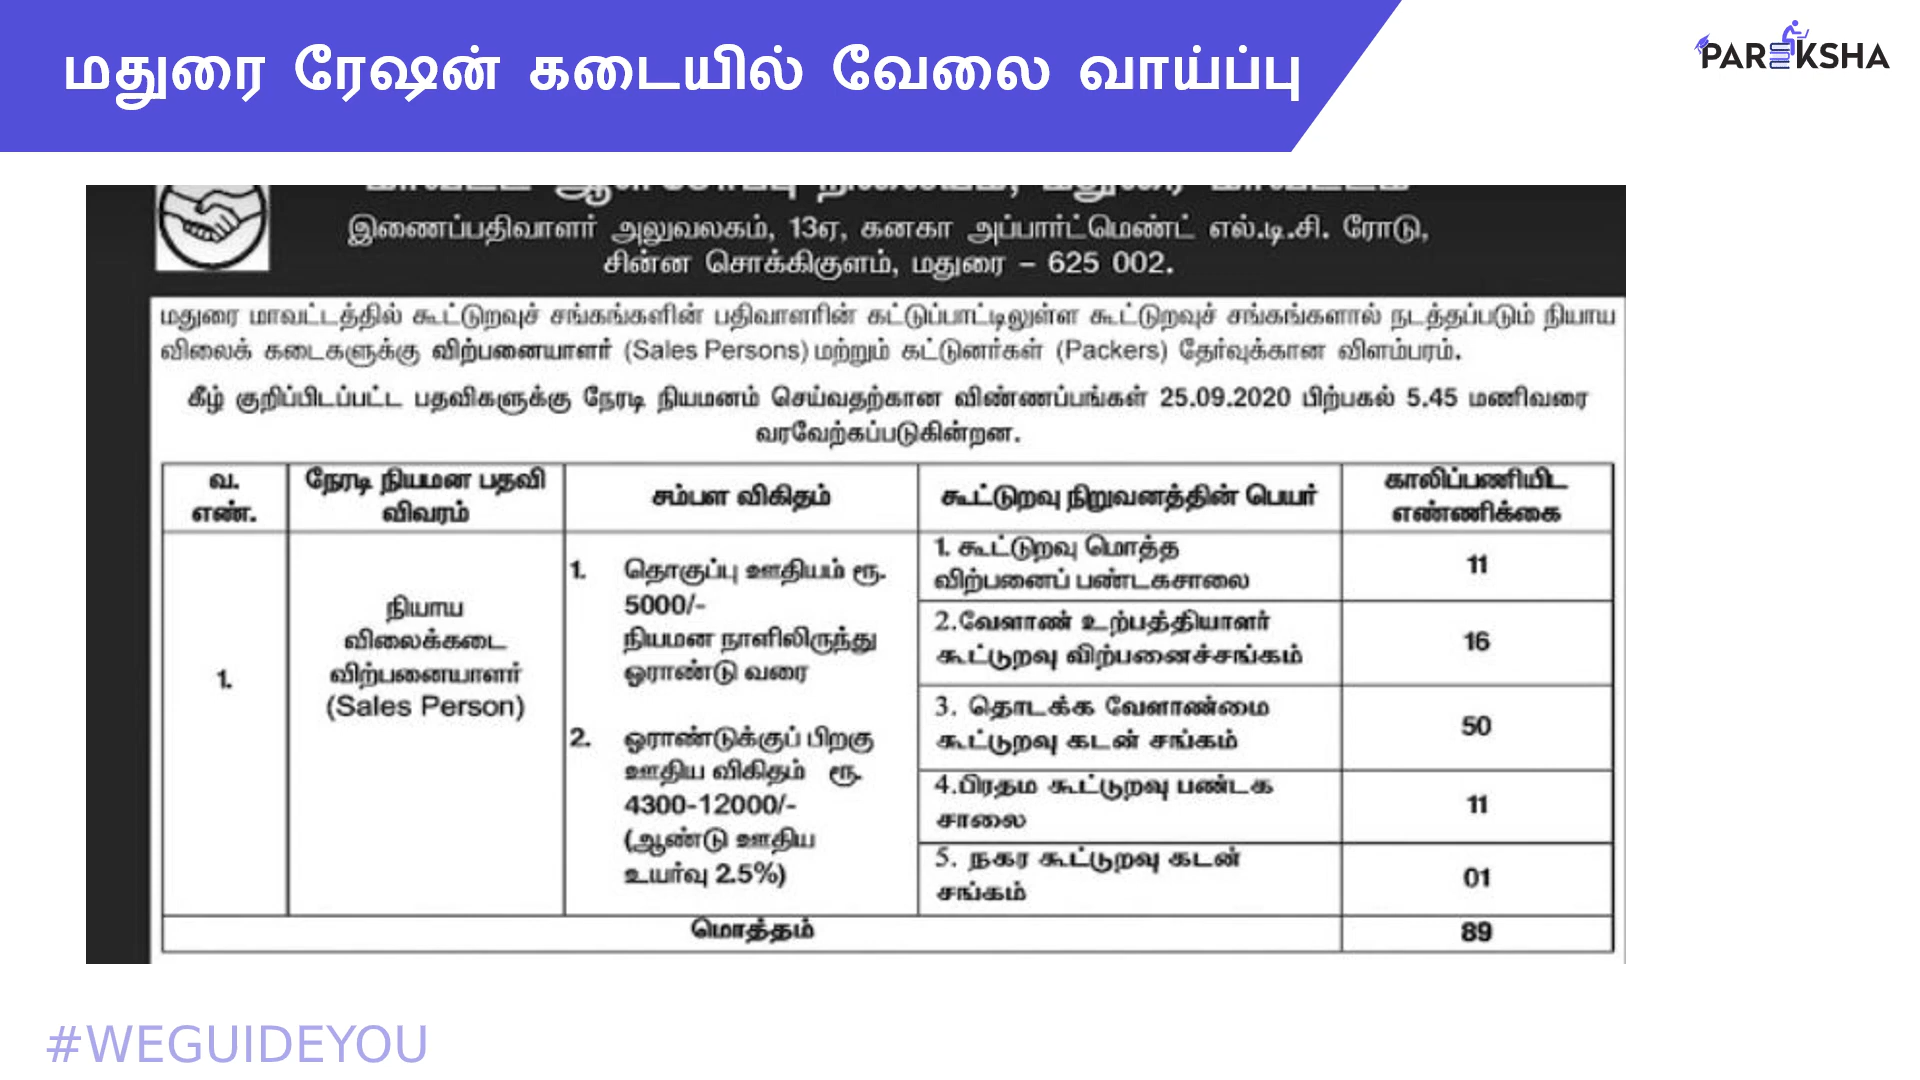 மதுரை ரேஷன் கடையில் வேலை வாய்ப்பு
PAREKSHA
மாவட்ட ஆள்சேர்ப்பு நிலையம், மதுரை மாவட்டம்
இணைப்பதிவாளர் அலுவலகம், 13ஏ, கனகா அப்பார்ட்மெண்ட் எல்.டி.சி. ரோடு,
சின்ன சொக்கிகுளம், மதுரை – 625 002.
மதுரை மாவட்டத்தில் கூட்டுறவுச் சங்கங்களின் பதிவாளரின் கட்டுப்பாட்டிலுள்ள கூட்டுறவுச் சங்கங்களால் நடத்தப்படும் நியாய
விலைக் கடைகளுக்கு விற்பனையாளர் (Sales Persons) மற்றும் கட்டுனர்கள் (Packers) தேர்வுக்கான விளம்பரம்.
கீழ் குறிப்பிடப்பட்ட பதவிகளுக்கு நேரடி நியமனம் செய்வதற்கான விண்ணப்பங்கள் 25.09.2020 பிற்பகல் 5.45 மணிவரை
வரவேற்கப்படுகின்றன.
வ.
எண்.
நேரடி நியமன பதவி
விவரம்
சம்பள விகிதம்
கூட்டுறவு நிறுவனத்தின் பெயர்
காலிப்பணியிட
எண்ணிக்கை
1.
நியாய
விலைக்கடை
விற்பனையாளர்
(Sales Person)
1. தொகுப்பு ஊதியம் ரூ.
5000/-
நியமன நாளிலிருந்து
ஓராண்டு வரை
2. ஓராண்டுக்குப் பிறகு
ஊதிய விகிதம் ரூ.
4300-12000/-
(ஆண்டு ஊதிய
உயர்வு 2.5%)
1. கூட்டுறவு மொத்த
விற்பனைப் பண்டகசாலை
11
2.வேளாண் உற்பத்தியாளர்
கூட்டுறவு விற்பனைச்சங்கம்
16
3. தொடக்க வேளாண்மை
கூட்டுறவு கடன் சங்கம்
50
4.பிரதம கூட்டுறவு பண்டக
சாலை
11
5. நகர கூட்டுறவு கடன்
சங்கம்
01
மொத்தம்
89
#WEGUIDEYOU